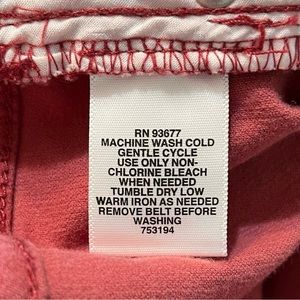 RN 93677
MACHINE WASH COLD
GENTLE CYCLE
USE ONLY NON-
CHLORINE BLEACH
WHEN NEEDED
TUMBLE DRY LOW
WARM IRON AS NEEDED
REMOVE BELT BEFORE
WASHING
753194